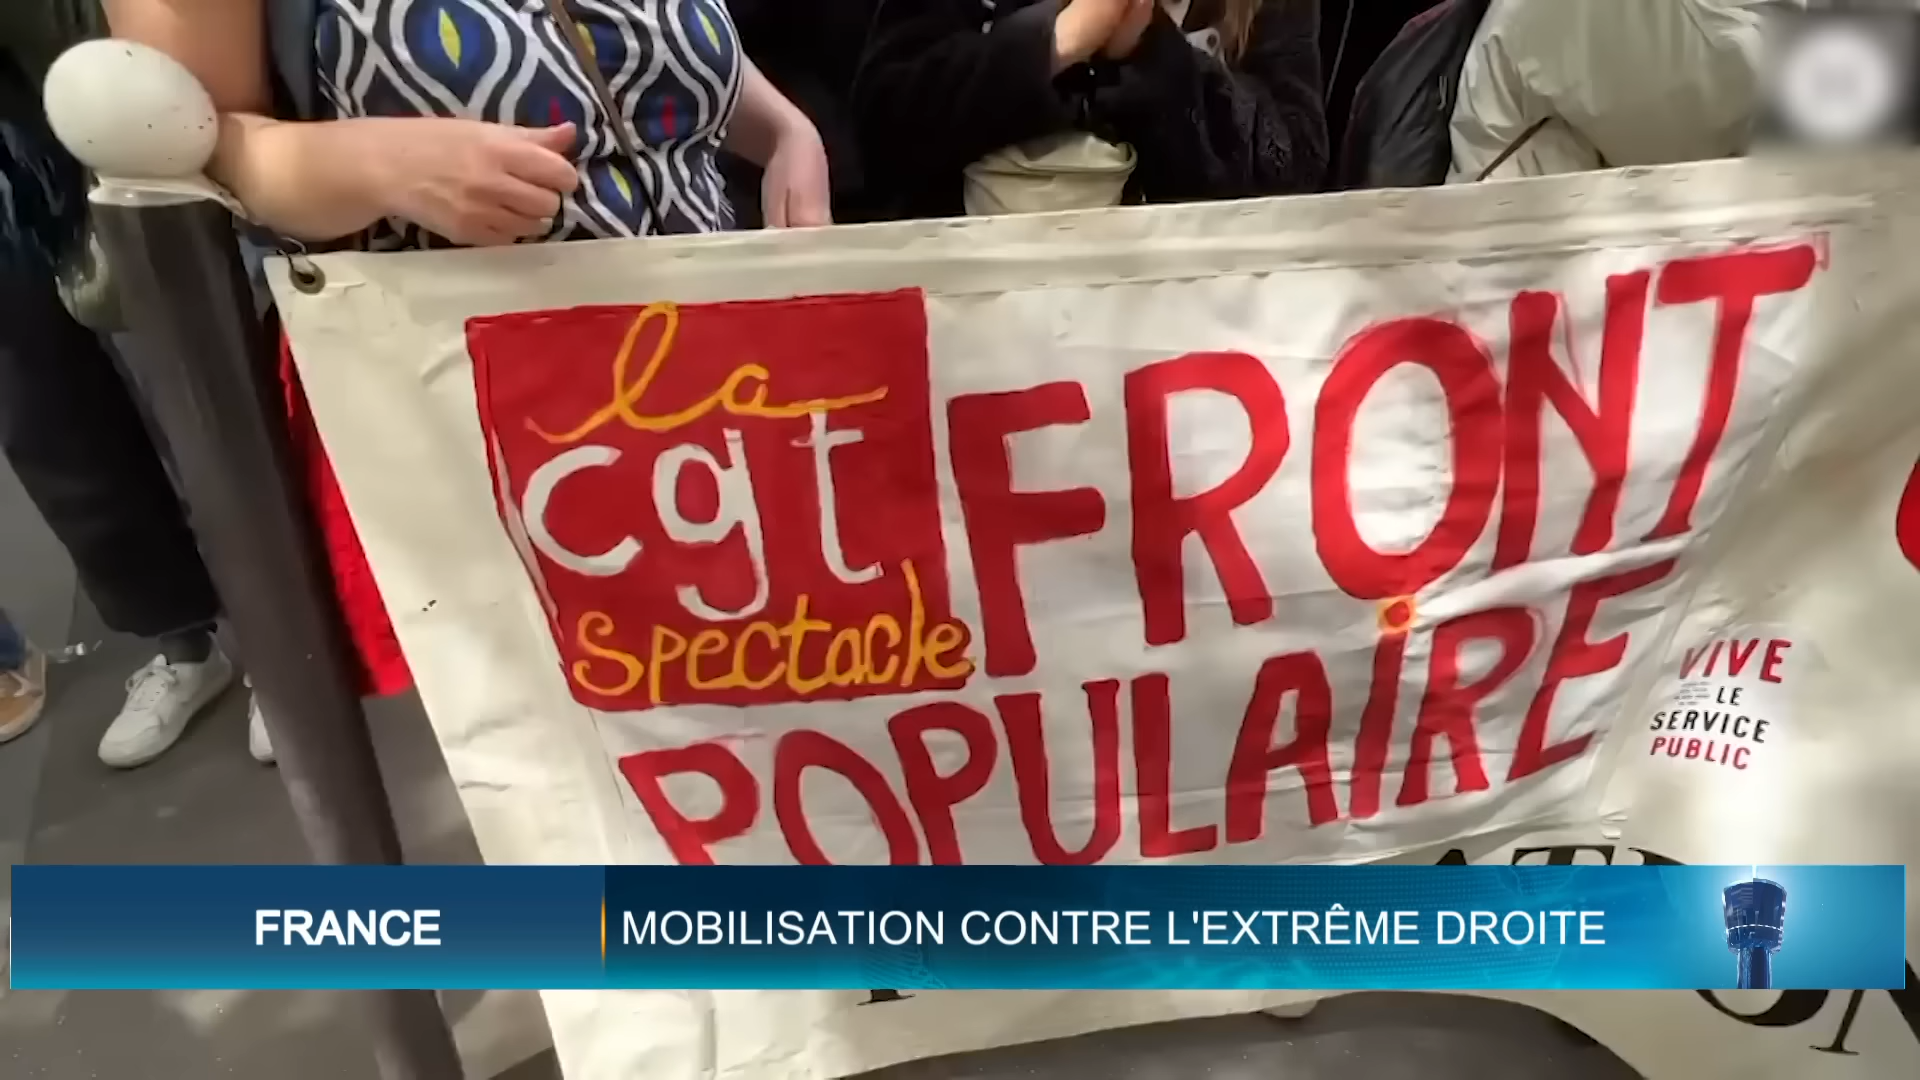 la
cgt
spectacle
FRONT
POPULAIRE
VIVE
LE
SERVICE
PUBLIC
FRANCE
MOBILISATION CONTRE L'EXTRÊME DROITE